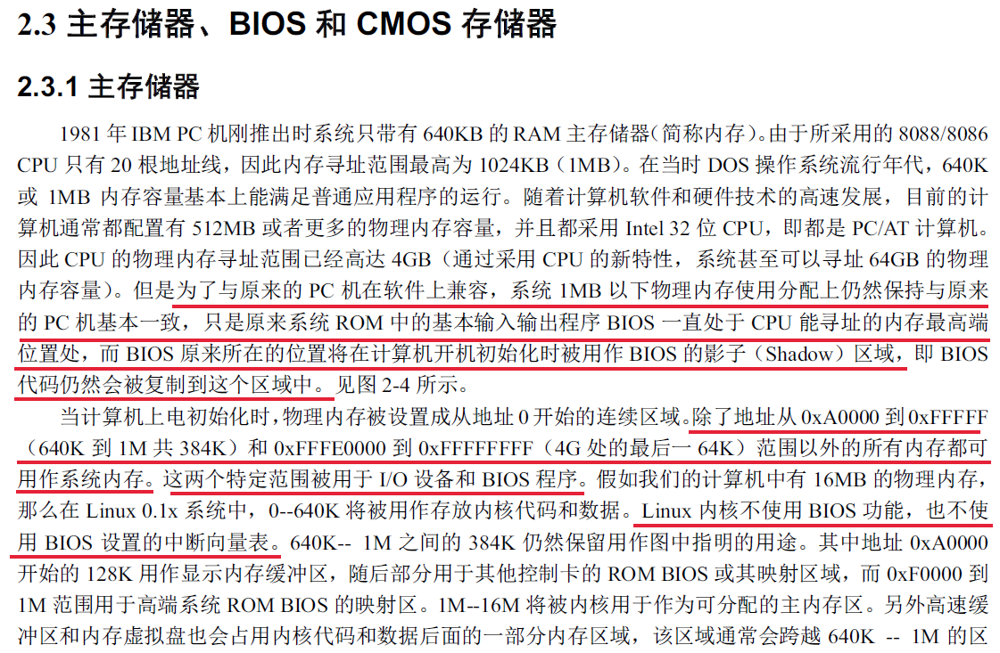 2.3 主存储器、BIOS 和 CMOS 存储器
2.3.1 主存储器
1981 年 IBM PC 机刚推出时系统只带有 640KB 的 RAM 主存储器（简称内存）。由于所采用的 8088/8086
CPU 只有 20 根地址线，因此内存寻址范围最高为 1024KB（1MB）。在当时 DOS 操作系统流行年代，640K
或 1MB 内存容量基本上能满足普通应用程序的运行。随着计算机软件和硬件技术的高速发展，目前的计
算机通常都配置有 512MB 或者更多的物理内存容量，并且都采用 Intel 32 位 CPU，即都是 PC/AT 计算机。
因此 CPU 的物理内存寻址范围已经高达 4GB（通过采用 CPU 的新特性，系统甚至可以寻址 64GB 的物理
内存容量）。但是为了与原来的 PC 机在软件上兼容，系统 1MB 以下物理内存使用分配上仍然保持与原来
的 PC 机基本一致，只是原来系统 ROM 中的基本输入输出程序 BIOS 一直处于 CPU 能寻址的内存最高端
位置处，而 BIOS 原来所在的位置将在计算机开机初始化时被用作 BIOS 的影子（Shadow）区域，即 BIOS
代码仍然会被复制到这个区域中。见图 2-4 所示。
当计算机上电初始化时，物理内存被设置成从地址 0 开始的连续区域。除了地址从 0xA0000 到 0xFFFFF
（640K 到 1M 共 384K）和 0xFFFE0000 到 0xFFFFFFFF（4G 处的最后一 64K）范围以外的所有内存都可
用作系统内存。这两个特定范围被用于 I/O 设备和 BIOS 程序。假如我们的计算机中有 16MB 的物理内存，
那么在 Linux 0.1x 系统中，0--640K 将被用作存放内核代码和数据。Linux 内核不使用 BIOS 功能，也不使
用 BIOS 设置的中断向量表。640K-- 1M 之间的 384K 仍然保留用作图中指明的用途。其中地址 0xA0000
开始的 128K 用作显示内存缓冲区，随后部分用于其他控制卡的 ROM BIOS 或其映射区域，而 0xF0000 到
1M 范围用于高端系统 ROM BIOS 的映射区。1M--16M 将被内核用于作为可分配的主内存区。另外高速缓
冲区和内存虚拟盘也会占用内核代码和数据后面的一部分内存区域，该区域通常会跨越 640K -- 1M 的区